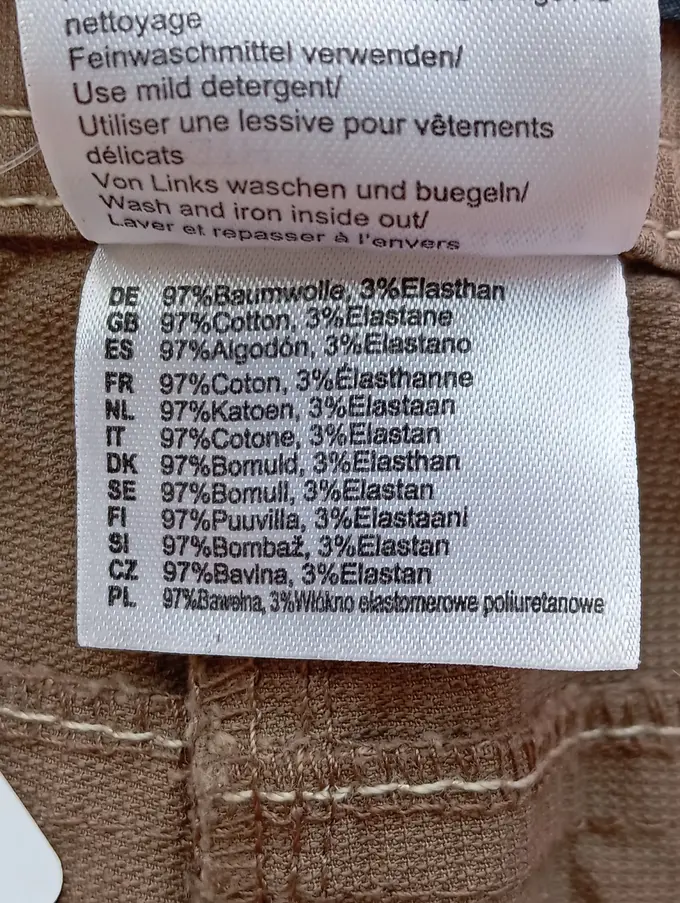 nettoyage
Feinwaschmittel verwenden/
Use mild detergent/
Utiliser une lessive pour vêtements
délicats
Von Links waschen und buegeln/
Wash and iron inside out/
Laver et repasser à l'envers
DE 97%Baumwolle, 3%Elasthan
GB 97%Cotton, 3%Elastane
ES 97%Algodón, 3%Elastano
FR 97%Coton, 3%Élasthanne
NL 97%Katoen, 3%Elastaan
IT 97%Cotone, 3%Elastan
DK 97%Bomuld, 3%Elasthan
SE 97%Bomull, 3%Elastan
FI 97%Puuvilla, 3%Elastaani
SI 97%Bombaž, 3%Elastan
CZ 97%Bavlna, 3%Elastan
PL 97%Bawełna, 3%Włókno elastomerowe poliuretanowe